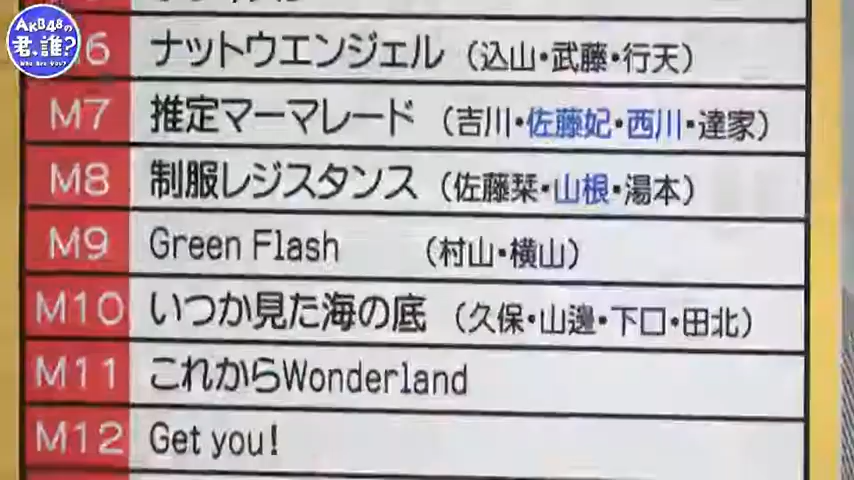 AKB48の
君、誰?
Who Are You?
M6 ナットウエンジェル (込山・武藤・行天)
M7 推定マーマレード (吉川・佐藤妃・西川・達家)
M8 制服レジスタンス (佐藤栞・山根・湯本)
M9 Green Flash (村山・横山)
M10 いつか見た海の底 (久保・山邊・下口・田北)
M11 これからWonderland
M12 Get you!